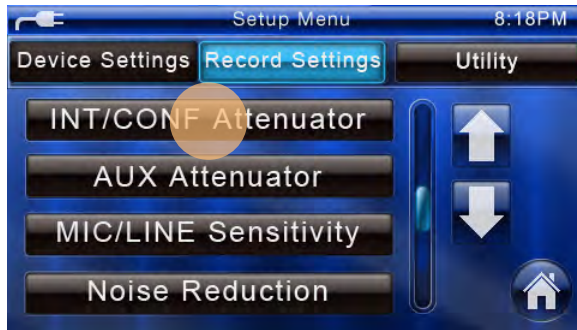 Setup Menu 8:18PM
Device Settings Record Settings Utility
INT/CONF Attenuator
AUX Attenuator
MIC/LINE Sensitivity
Noise Reduction